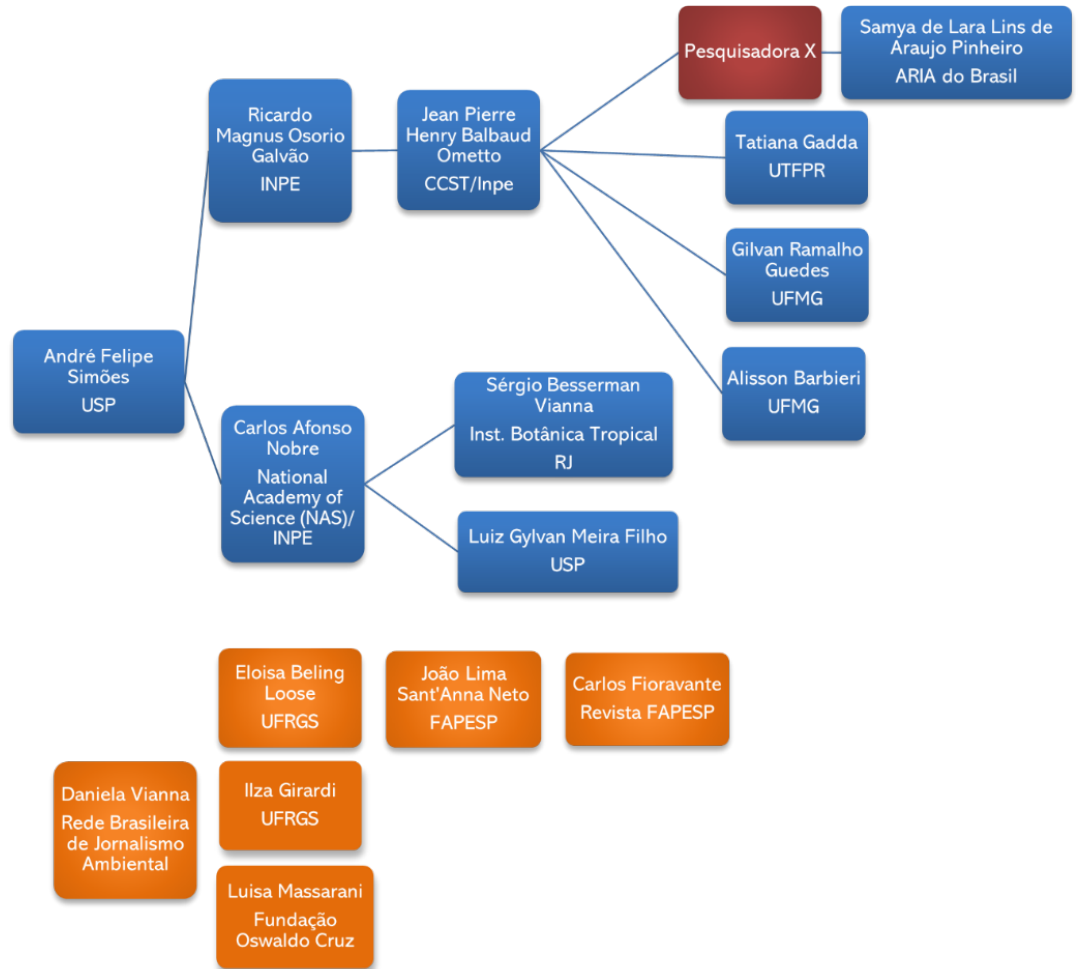 Pesquisadora X
Samya de Lara Lins de
Araujo Pinheiro
ARIA do Brasil
Ricardo
Magnus Osorio
Galvão
INPE
Jean Pierre
Henry Balbaud
Ometto
CCST/Inpe
Tatiana Gadda
UTFPR
Gilvan Ramalho
Guedes
UFMG
André Felipe
Simões
USP
Alisson Barbieri
UFMG
Carlos Afonso
Nobre
National
Academy of
Science (NAS)/
INPE
Sérgio Besserman
Vianna
Inst. Botânica Tropical
RJ
Luiz Gylvan Meira Filho
USP
Eloisa Beling
Loose
UFRGS
João Lima
Sant'Anna Neto
FAPESP
Carlos Fioravante
Revista FAPESP
Daniela Vianna
Rede Brasileira
de Jornalismo
Ambiental
Ilza Girardi
UFRGS
Luisa Massarani
Fundação
Oswaldo Cruz